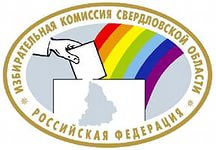 ИЗБИРАТЕЛЬНАЯ КОМИССИЯ СВЕРДЛОВСКОЙ ОБЛАСТИ
РОССИЙСКАЯ ФЕДЕРАЦИЯ